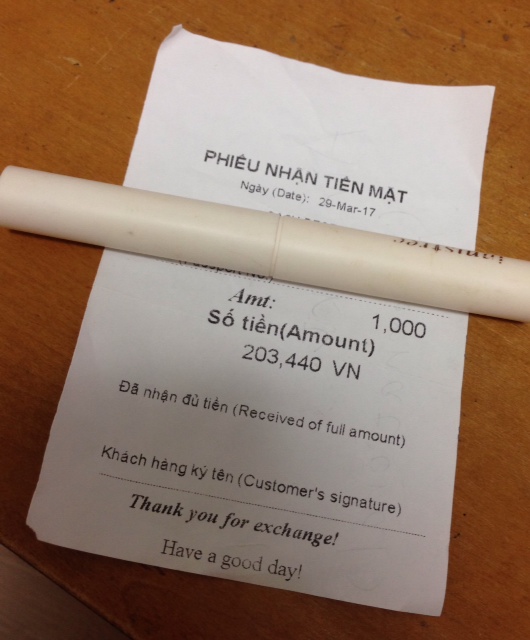 PHIẾU NHẬN TIỀN MẶT
Ngày (Date): 29-Mar-17
innisfree
Amt: 1,000
Số tiền(Amount)
203,440 VN
Đã nhận đủ tiền (Received of full amount)
Khách hàng ký tên (Customer's signature)
Thank you for exchange!
Have a good day!